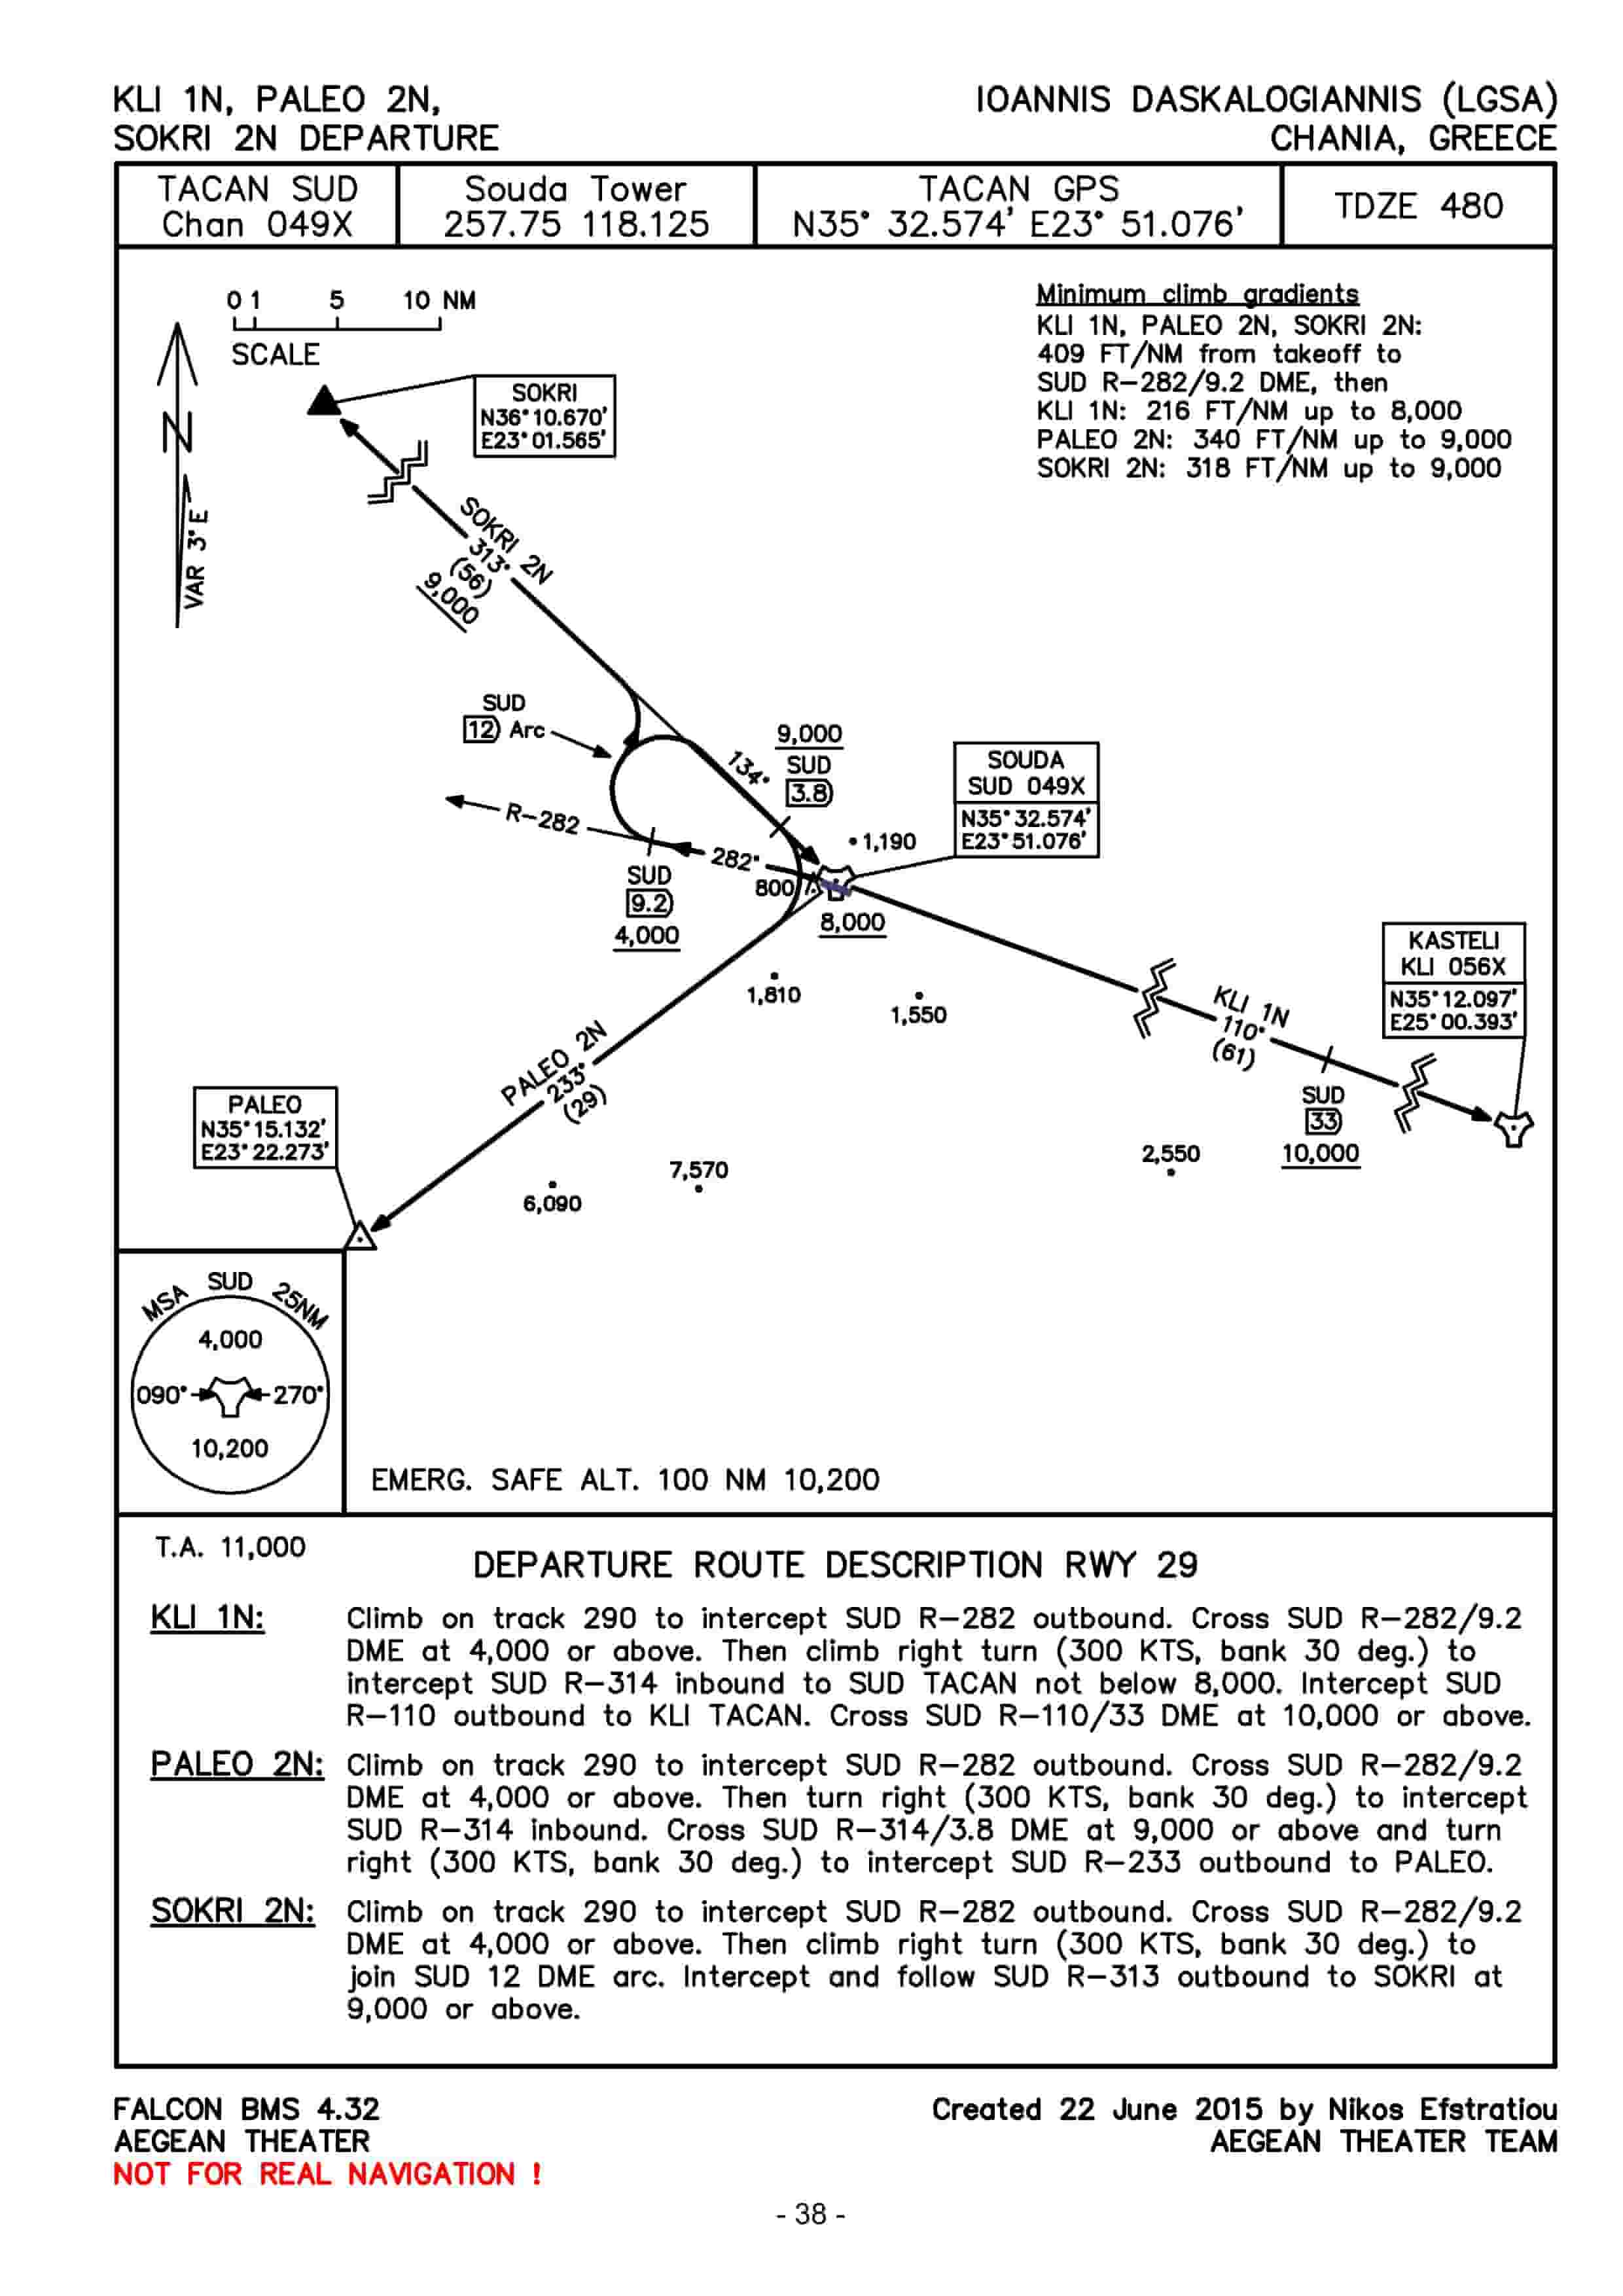 KLI 1N, PALEO 2N,
SOKRI 2N DEPARTURE
IOANNIS DASKALOGIANNIS (LGSA)
CHANIA, GREECE
TACAN SUD
Chan 049X
Souda Tower
257.75 118.125
TACAN GPS
N35° 32.574' E23° 51.076'
TDZE 480
0 1 5 10 NM
SCALE
N
VAR 3°E
Minimum climb gradients
KLI 1N, PALEO 2N, SOKRI 2N:
409 FT/NM from takeoff to
SUD R-282/9.2 DME, then
KLI 1N: 216 FT/NM up to 8,000
PALEO 2N: 340 FT/NM up to 9,000
SOKRI 2N: 318 FT/NM up to 9,000
SOKRI
N36°10.670'
E23°01.565'
SOKRI 2N
313°
(56)
9,000
SUD
12 Arc
134°
9,000
SUD
3.8
SOUDA
SUD 049X
N35°32.574'
E23°51.076'
1,190
R-282
282°
SUD
9.2
4,000
800
8,000
1,810
1,550
KASTELI
KLI 056X
N35°12.097'
E25°00.393'
KLI 1N
110°
(61)
SUD
33
10,000
PALEO 2N
233°
(29)
PALEO
N35°15.132'
E23°22.273'
2,550
7,570
6,090
MSA SUD 25NM
4,000
090° 270°
10,200
EMERG. SAFE ALT. 100 NM 10,200
T.A. 11,000
DEPARTURE ROUTE DESCRIPTION RWY 29
KLI 1N: Climb on track 290 to intercept SUD R-282 outbound. Cross SUD R-282/9.2
DME at 4,000 or above. Then climb right turn (300 KTS, bank 30 deg.) to
intercept SUD R-314 inbound to SUD TACAN not below 8,000. Intercept SUD
R-110 outbound to KLI TACAN. Cross SUD R-110/33 DME at 10,000 or above.
PALEO 2N: Climb on track 290 to intercept SUD R-282 outbound. Cross SUD R-282/9.2
DME at 4,000 or above. Then turn right (300 KTS, bank 30 deg.) to intercept
SUD R-314 inbound. Cross SUD R-314/3.8 DME at 9,000 or above and turn
right (300 KTS, bank 30 deg.) to intercept SUD R-233 outbound to PALEO.
SOKRI 2N: Climb on track 290 to intercept SUD R-282 outbound. Cross SUD R-282/9.2
DME at 4,000 or above. Then climb right turn (300 KTS, bank 30 deg.) to
join SUD 12 DME arc. Intercept and follow SUD R-313 outbound to SOKRI at
9,000 or above.
FALCON BMS 4.32
AEGEAN THEATER
NOT FOR REAL NAVIGATION !
Created 22 June 2015 by Nikos Efstratiou
AEGEAN THEATER TEAM
- 38 -